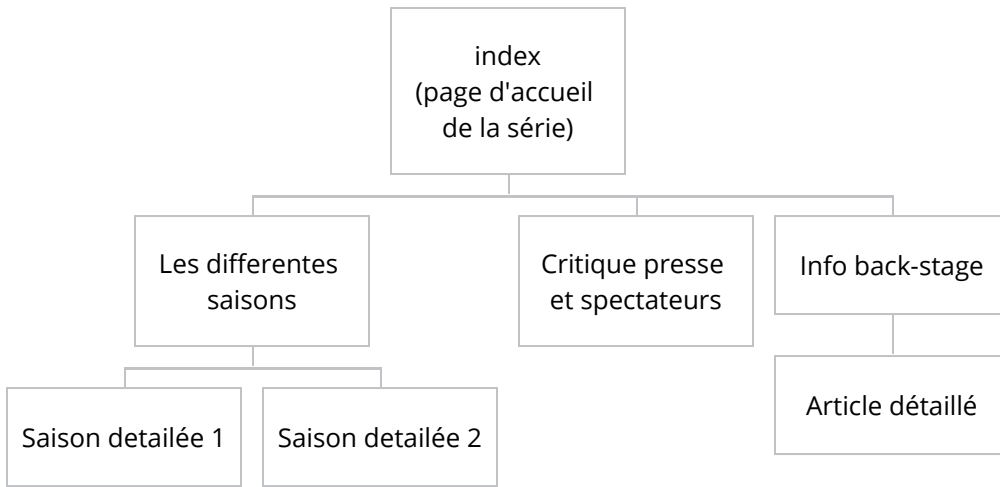 index
(page d'accueil
de la série)
Les differentes
saisons
Critique presse
et spectateurs
Info back-stage
Saison detailée 1
Saison detailée 2
Article détaillé